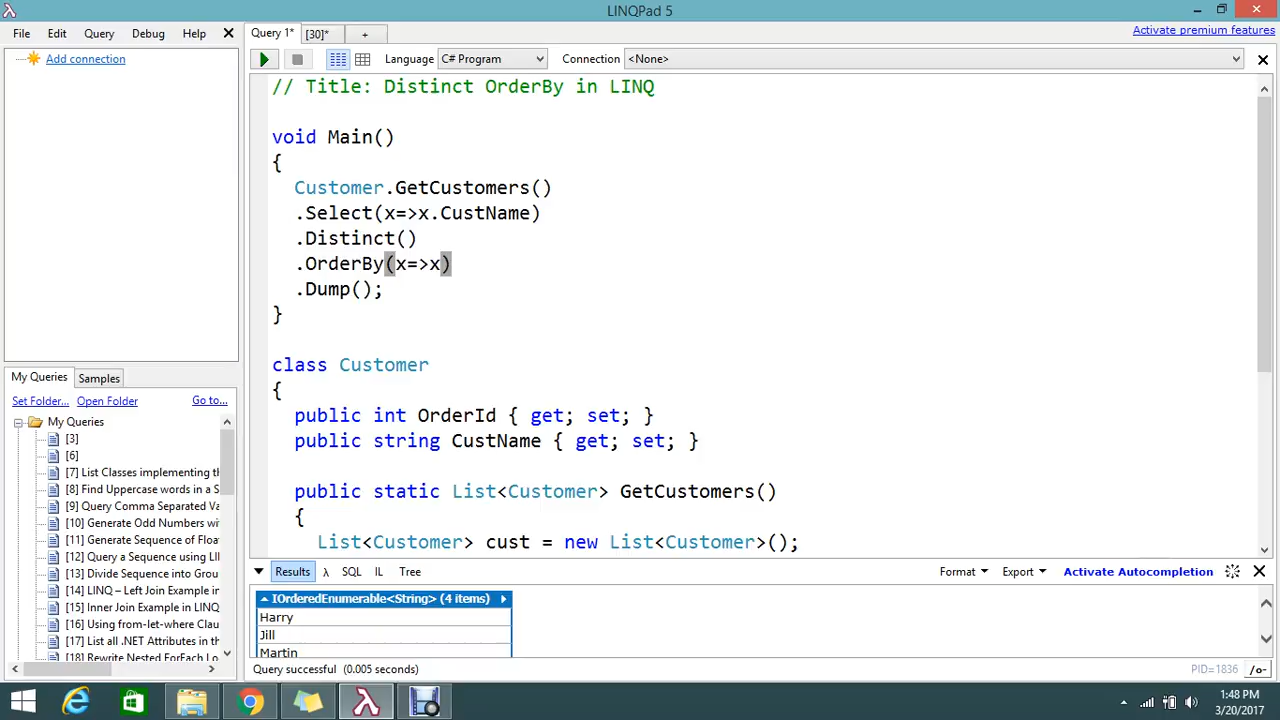 LINQPad 5
File Edit Query Debug Help
Query 1* [30]* +
Activate premium features
Add connection
Language C# Program Connection <None>
// Title: Distinct OrderBy in LINQ
void Main()
{
Customer.GetCustomers()
.Select(x=>x.CustName)
.Distinct()
.OrderBy(x=>x)
.Dump();
}
class Customer
{
public int OrderId { get; set; }
public string CustName { get; set; }
public static List<Customer> GetCustomers()
{
List<Customer> cust = new List<Customer>();
My Queries Samples
Set Folder... Open Folder Go to...
My Queries
[3]
[6]
[7] List Classes implementing th
[8] Find Uppercase words in a S
[9] Query Comma Separated Va
[10] Generate Odd Numbers wi
[11] Generate Sequence of Floa
[12] Query a Sequence using LI
[13] Divide Sequence into Grou
[14] LINQ – Left Join Example in
[15] Inner Join Example in LINQ
[16] Using from-let-where Clau
[17] List all .NET Attributes in th
[18] Rewrite Nested ForEach Lo
Results λ SQL IL Tree
Format Export Activate Autocompletion
IOrderedEnumerable<String> (4 items)
Harry
Jill
Martin
Query successful (0.005 seconds)
PID=1836 /o-
1:48 PM
3/20/2017